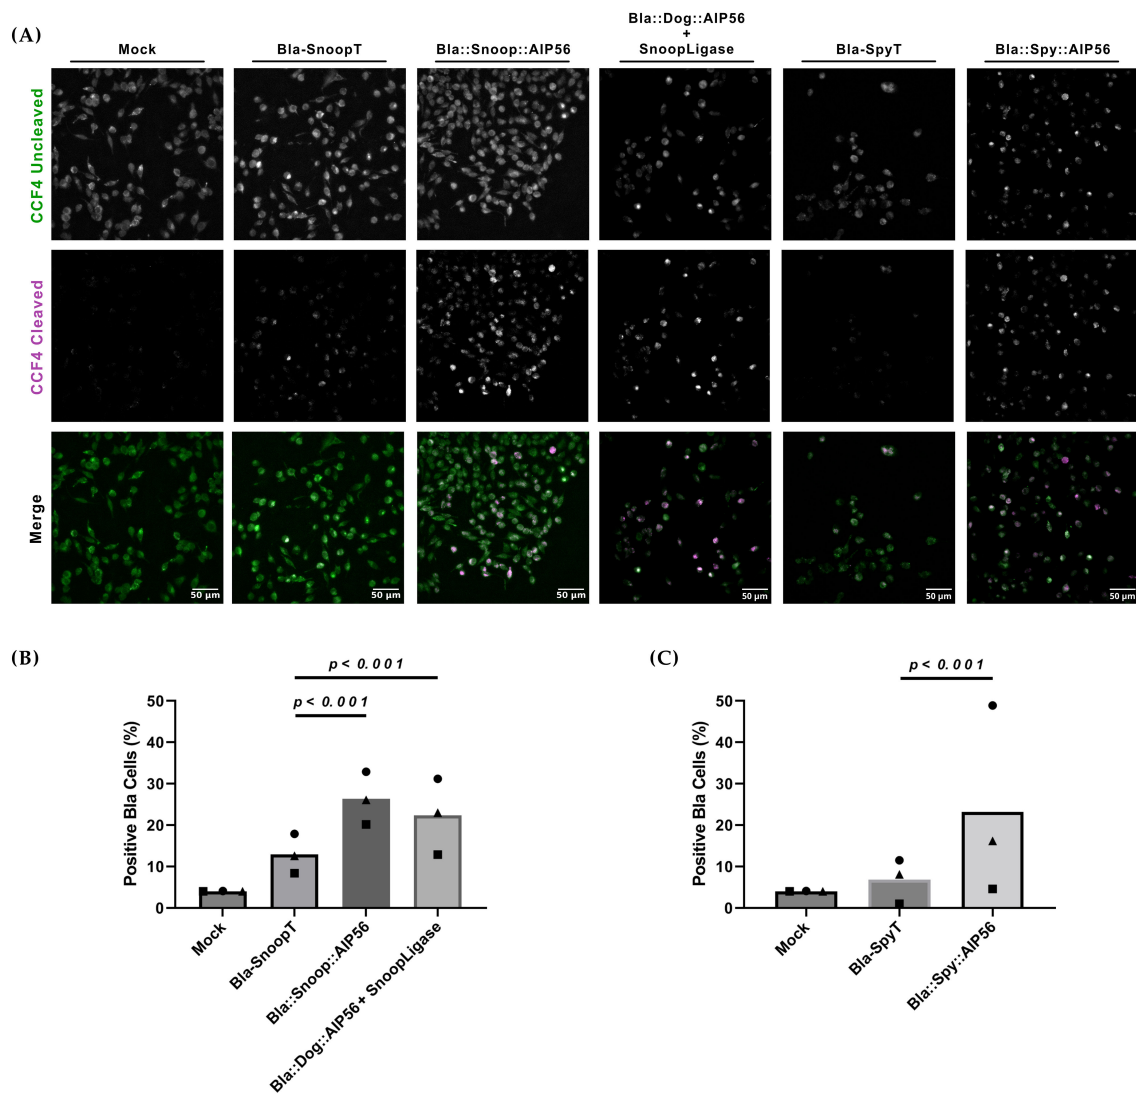 (A)
Mock
Bla-SnoopT
Bla::Snoop::AIP56
Bla::Dog::AIP56
+
SnoopLigase
Bla-SpyT
Bla::Spy::AIP56
CCF4 Uncleaved
CCF4 Cleaved
Merge
50 µm
50 µm
50 µm
50 µm
50 µm
50 µm
(B)
p < 0.001
p < 0.001
Positive Bla Cells (%)
50
40
30
20
10
0
Mock
Bla-SnoopT
Bla::Snoop::AIP56
Bla::Dog::AIP56 + SnoopLigase
(C)
p < 0.001
Positive Bla Cells (%)
50
40
30
20
10
0
Mock
Bla-SpyT
Bla::Spy::AIP56